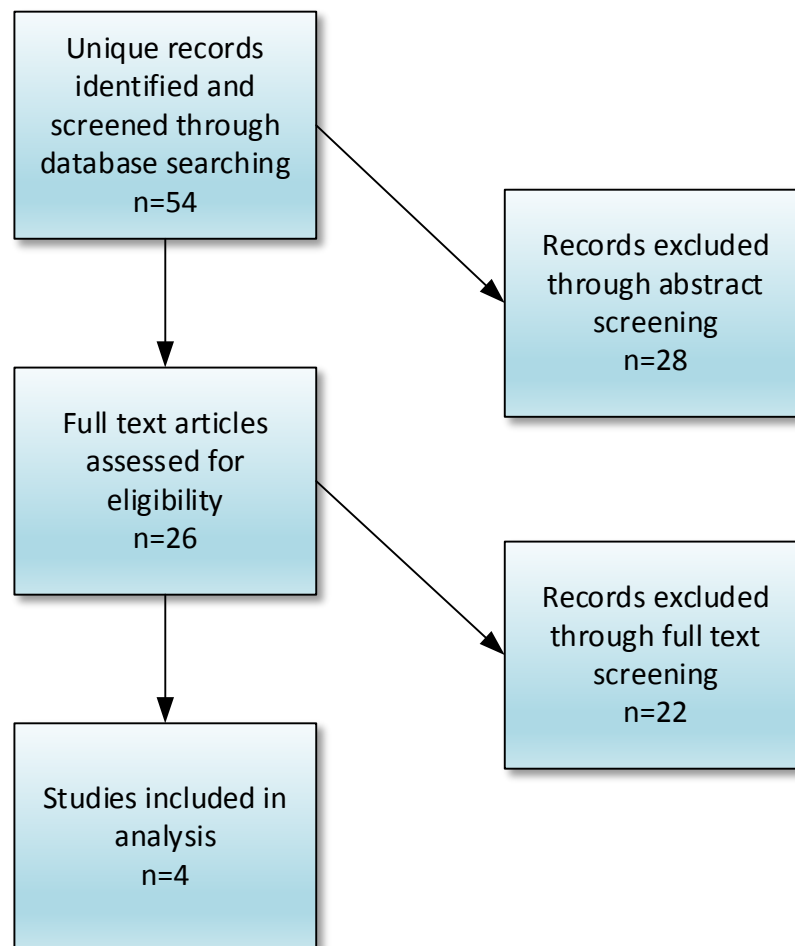 Unique records
identified and
screened through
database searching
n=54
Records excluded
through abstract
screening
n=28
Full text articles
assessed for
eligibility
n=26
Records excluded
through full text
screening
n=22
Studies included in
analysis
n=4